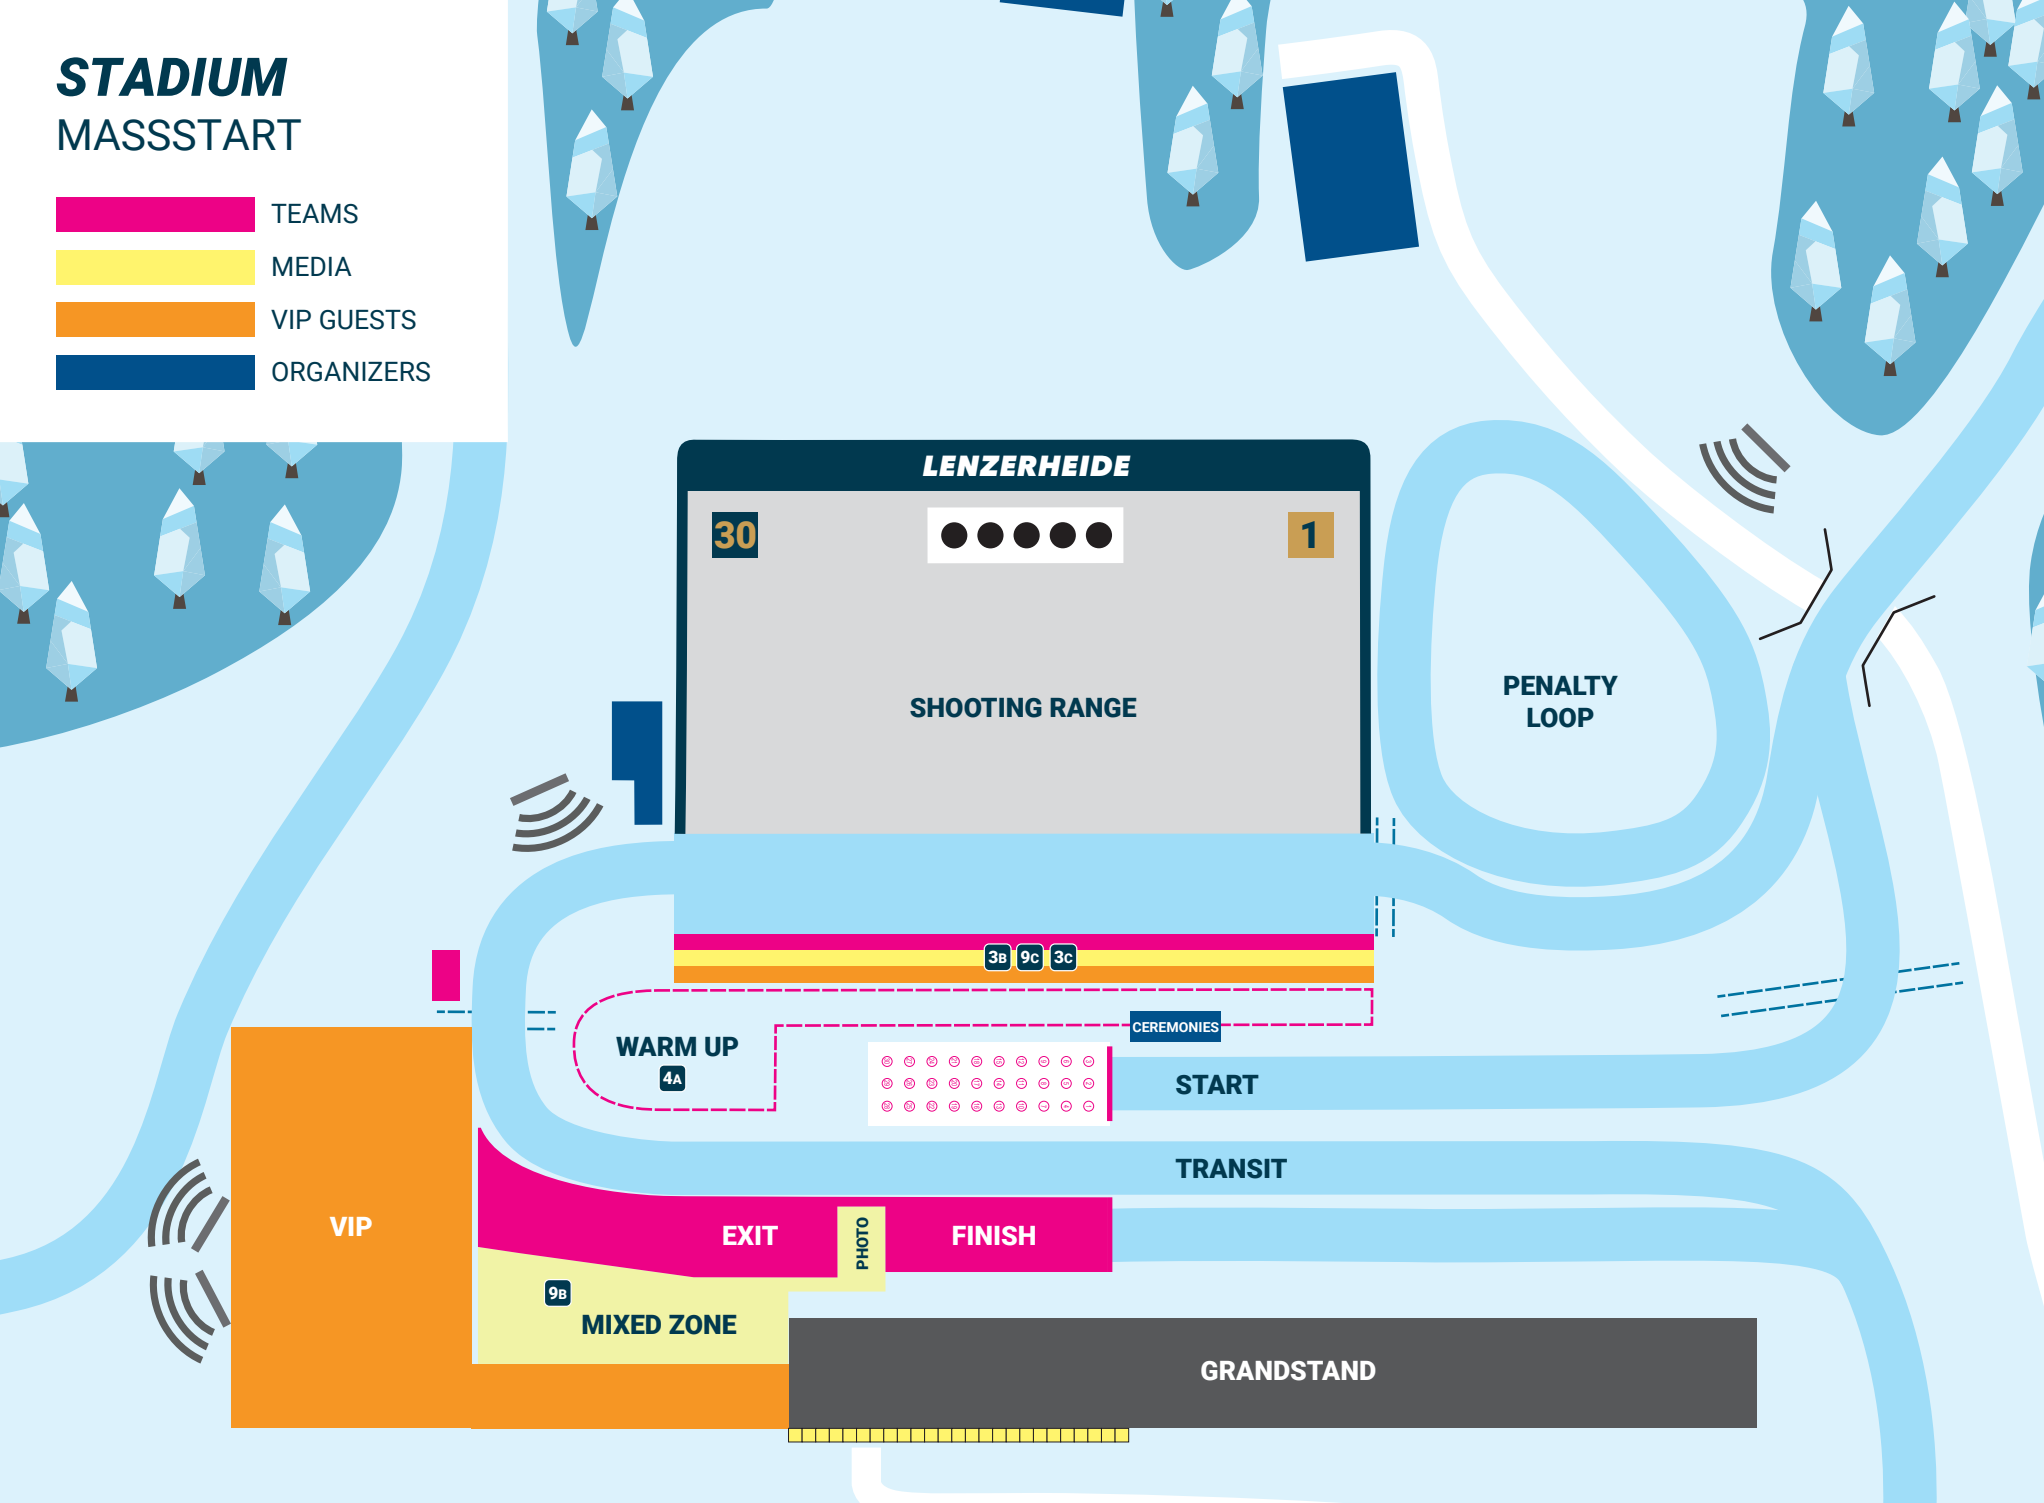 STADIUM
MASSSTART
TEAMS
MEDIA
VIP GUESTS
ORGANIZERS
LENZERHEIDE
30
1
SHOOTING RANGE
PENALTY
LOOP
3B 9C 3C
CEREMONIES
WARM UP
4A
START
TRANSIT
VIP
EXIT
PHOTO
FINISH
9B
MIXED ZONE
GRANDSTAND